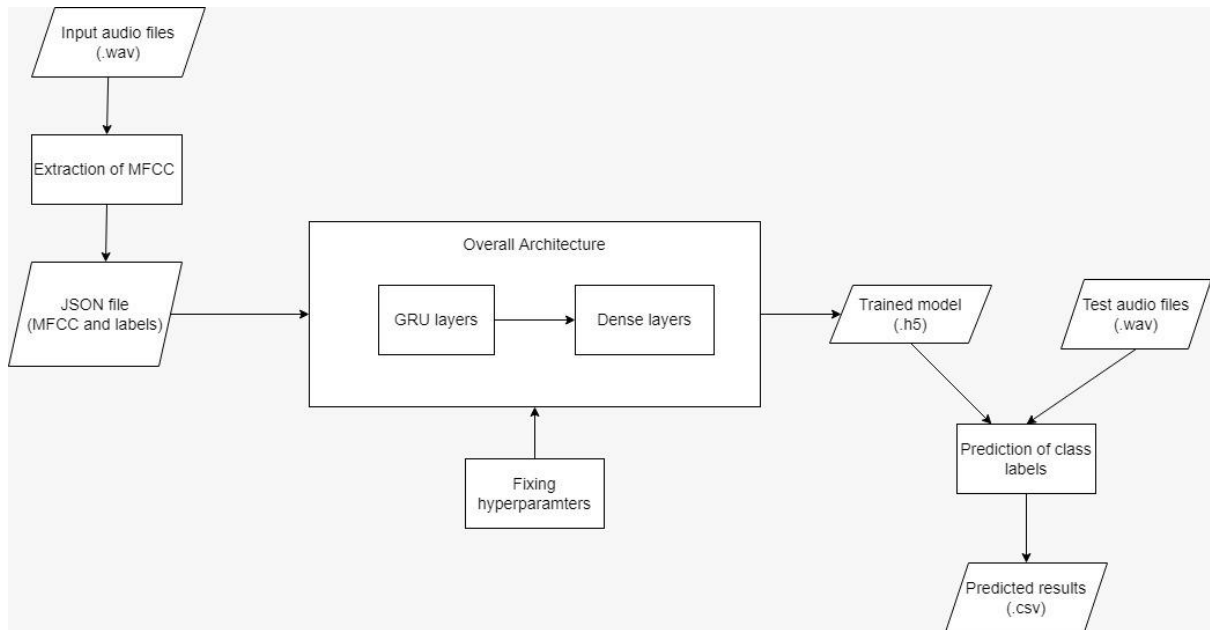 Input audio files
(.wav)
Extraction of MFCC
JSON file
(MFCC and labels)
Overall Architecture
GRU layers
Dense layers
Fixing
hyperparamters
Trained model
(.h5)
Test audio files
(.wav)
Prediction of class
labels
Predicted results
(.csv)